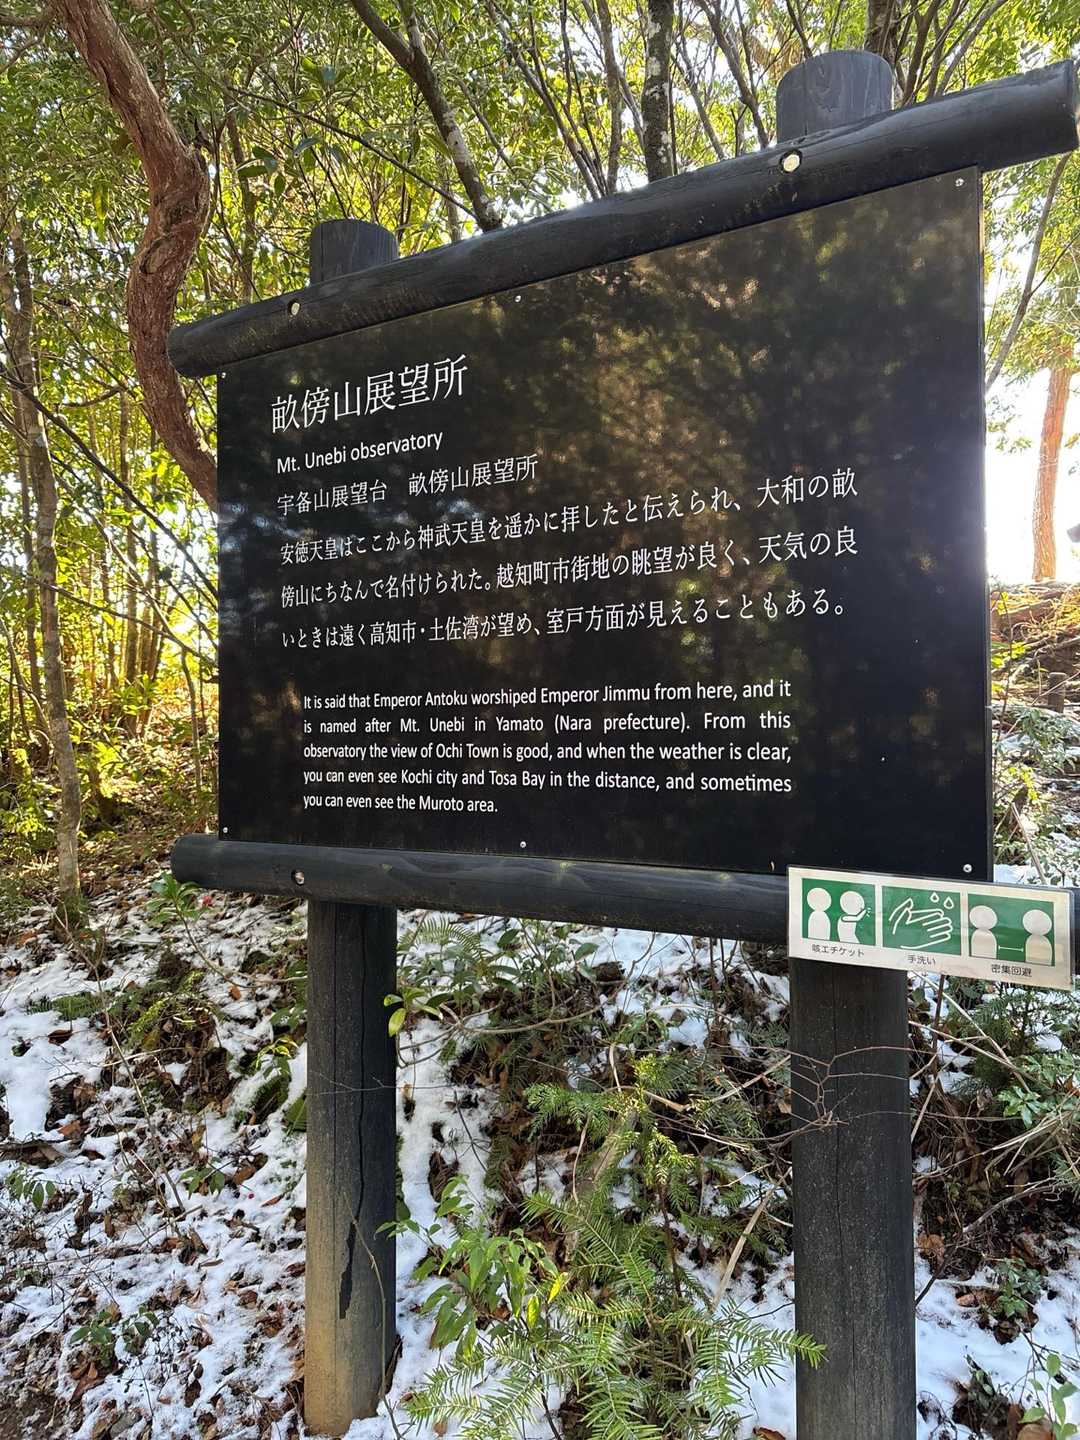 畝傍山展望所
Mt. Unebi observatory
宇备山展望台　畝傍山展望所
安徳天皇はここから神武天皇を遥かに拝したと伝えられ、大和の畝
傍山にちなんで名付けられた。越知町市街地の眺望が良く、天気の良
いときは遠く高知市・土佐湾が望め、室戸方面が見えることもある。
It is said that Emperor Antoku worshiped Emperor Jimmu from here, and it
is named after Mt. Unebi in Yamato (Nara prefecture). From this
observatory the view of Ochi Town is good, and when the weather is clear,
you can even see Kochi city and Tosa Bay in the distance, and sometimes
you can even see the Muroto area.
咳エチケット　手洗い　密集回避